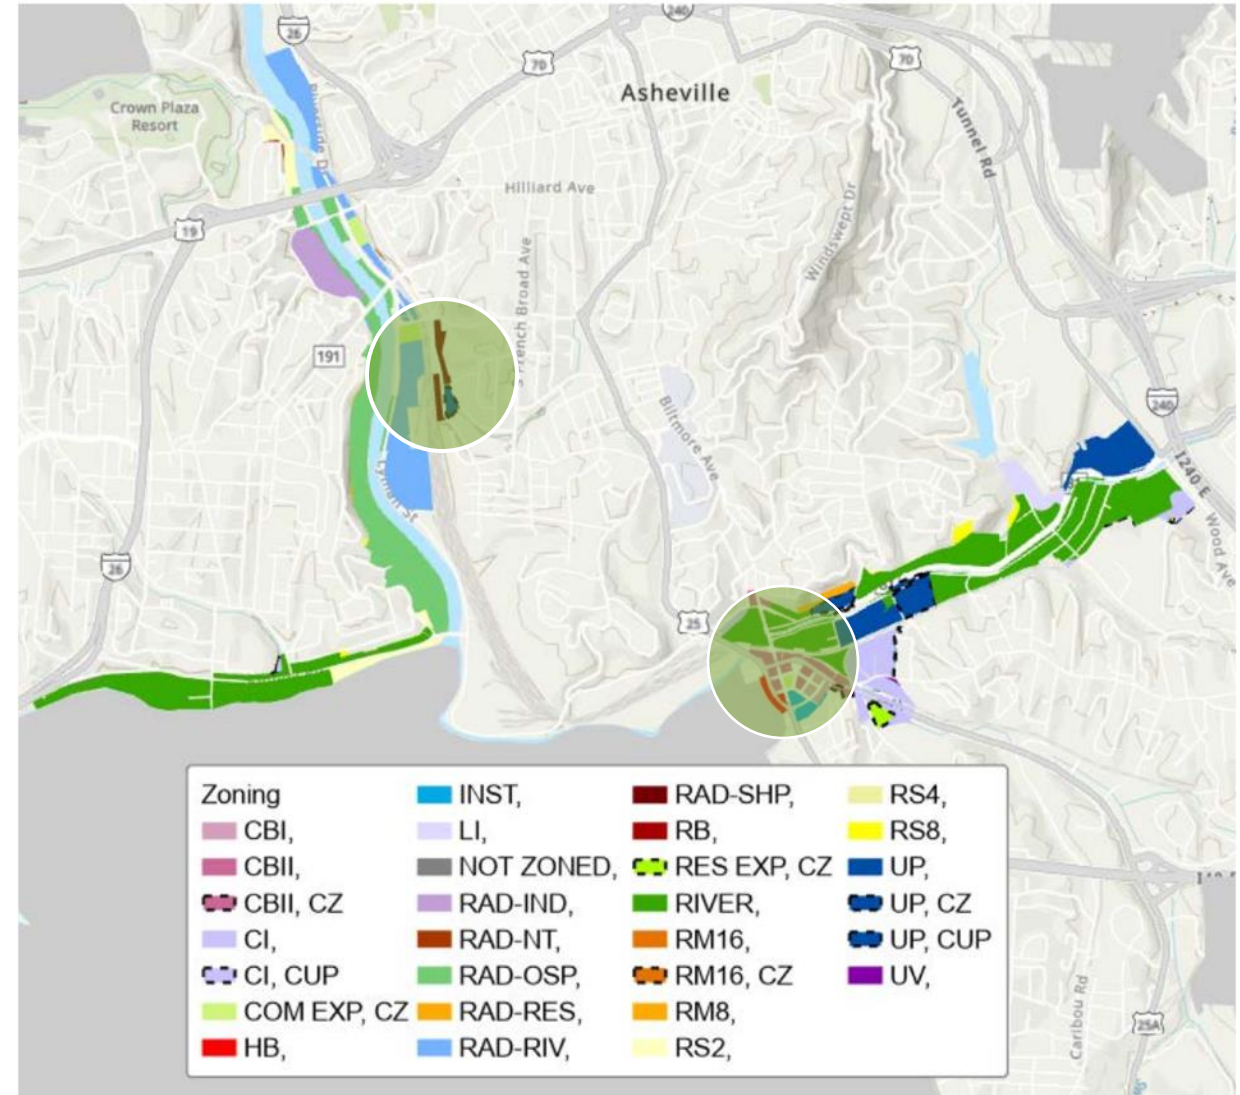 26
240
70
70
Asheville
Crown Plaza
Resort
Riverside Dr
Tunnel Rd
Hilliard Ave
Windswept Dr
19
S French Broad Ave
191
240
Biltmore Ave
I 240 E
Lyman St
Wood Ave
26
25
Zoning
CBI,
CBII,
CBII, CZ
CI,
CI, CUP
COM EXP, CZ
HB,
INST,
LI,
NOT ZONED,
RAD-IND,
RAD-NT,
RAD-OSP,
RAD-RES,
RAD-RIV,
RAD-SHP,
RB,
RES EXP, CZ
RIVER,
RM16,
RM16, CZ
RM8,
RS2,
RS4,
RS8,
UP,
UP, CZ
UP, CUP
UV,
Caribou Rd
25A